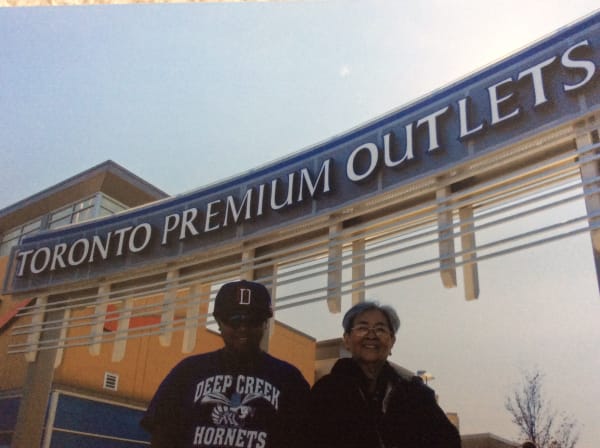 TORONTO PREMIUM OUTLETS
D
DEEP CREEK
HORNETS